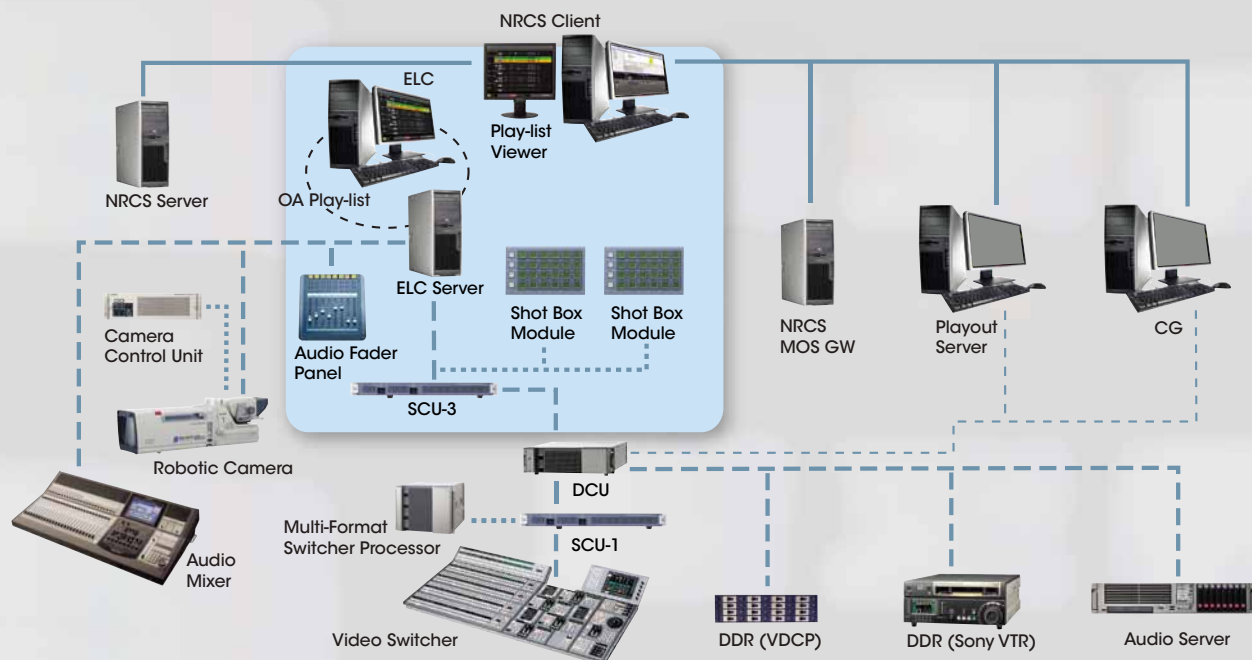 NRCS Client
ELC
Play-list
Viewer
NRCS Server
OA Play-list
ELC Server
Shot Box
Module
Shot Box
Module
NRCS
MOS GW
Playout
Server
CG
Camera
Control Unit
Audio Fader
Panel
SCU-3
Robotic Camera
DCU
Multi-Format
Switcher Processor
SCU-1
Audio
Mixer
Video Switcher
DDR (VDCP)
DDR (Sony VTR)
Audio Server